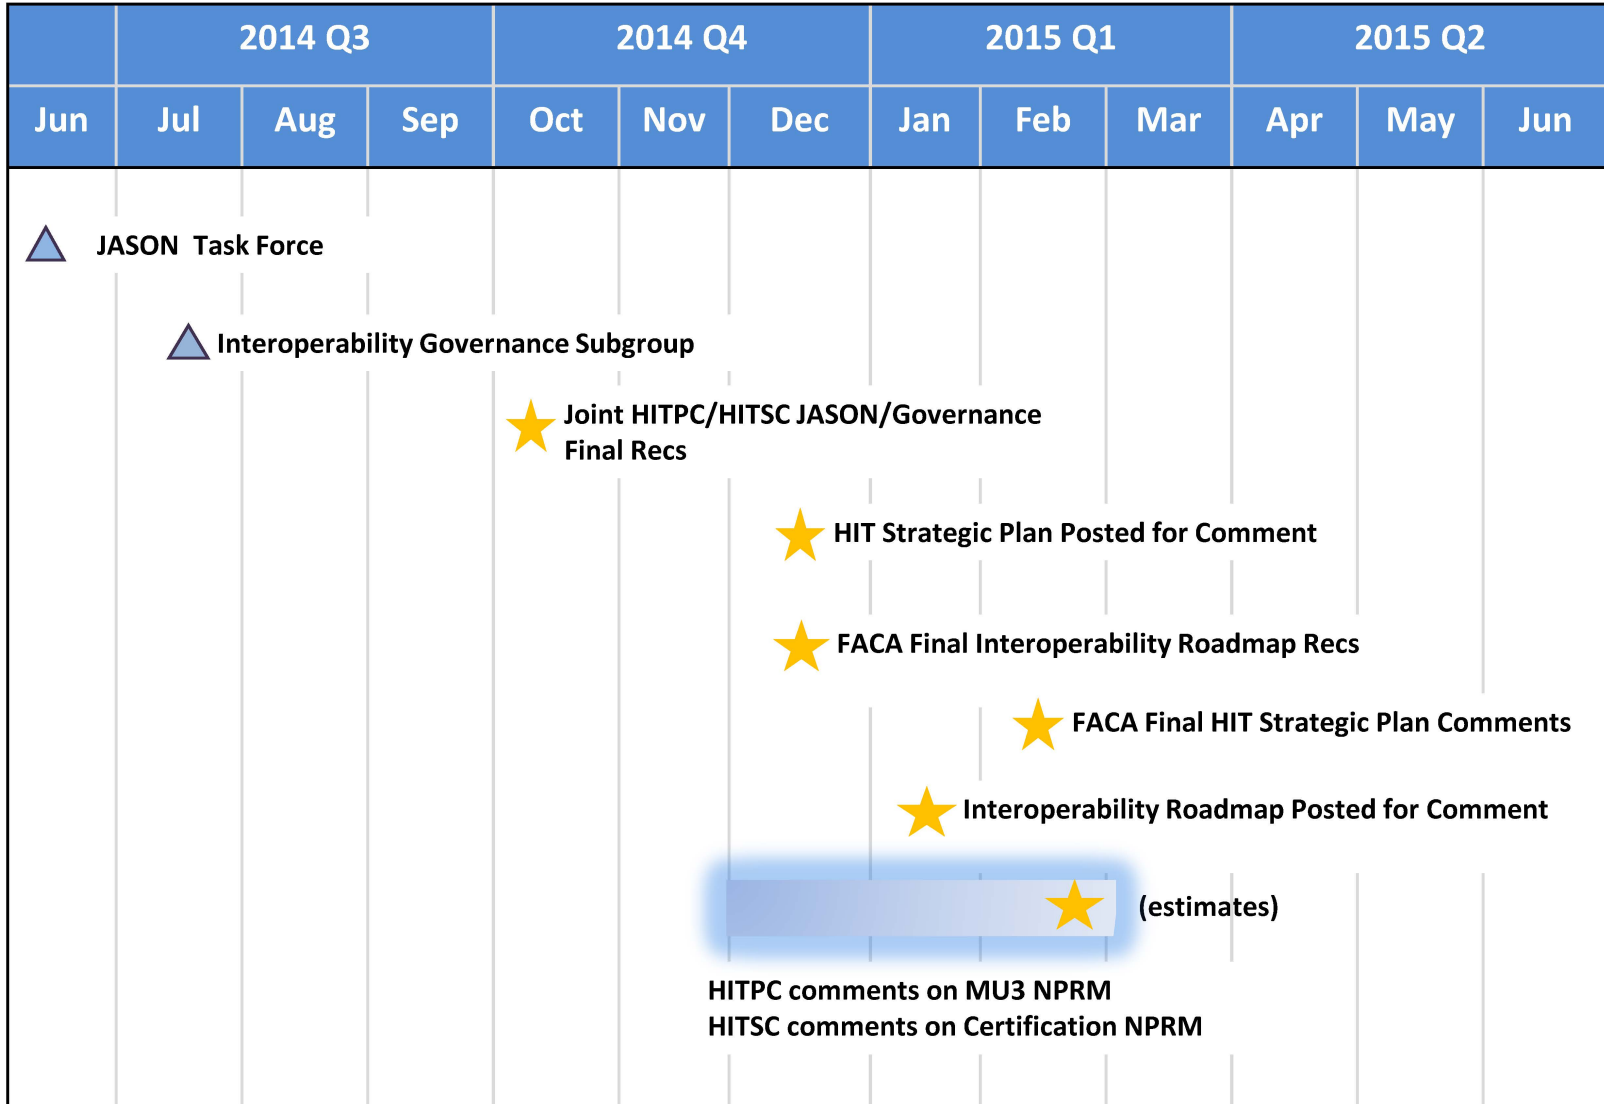 2014 Q3 2014 Q4 2015 Q1 2015 Q2
Jun Jul Aug Sep Oct Nov Dec Jan Feb Mar Apr May Jun
JASON Task Force
Interoperability Governance Subgroup
Joint HITPC/HITSC JASON/Governance
Final Recs
HIT Strategic Plan Posted for Comment
FACA Final Interoperability Roadmap Recs
FACA Final HIT Strategic Plan Comments
Interoperability Roadmap Posted for Comment
(estimates)
HITPC comments on MU3 NPRM
HITSC comments on Certification NPRM